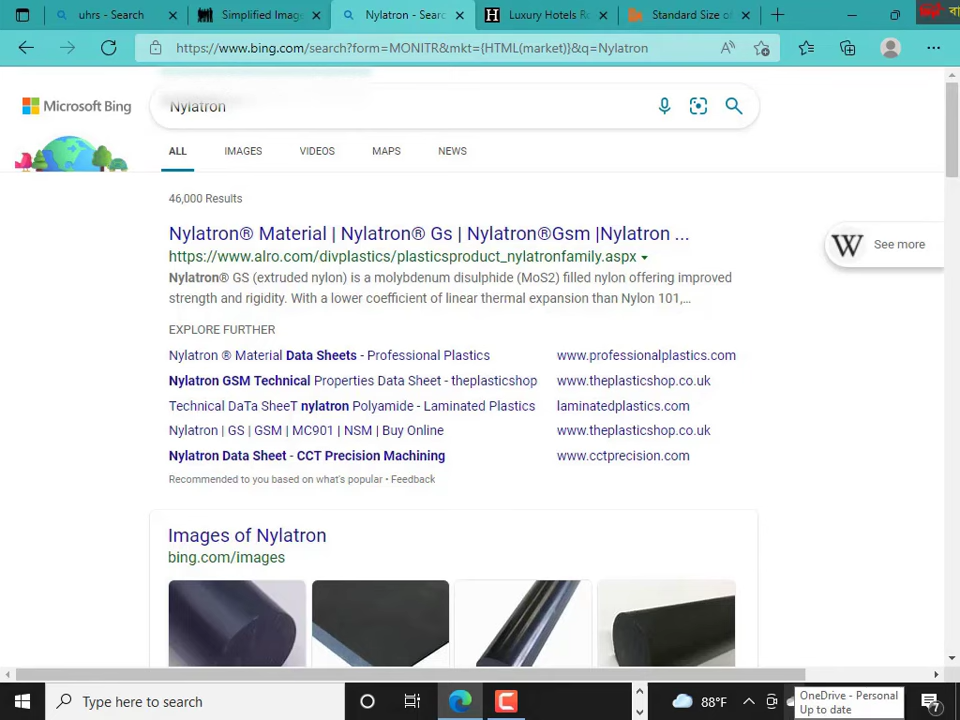 uhrs - Search
Simplified Imag
Nylatron - Sear
Luxury Hotels R
Standard Size of
https://www.bing.com/search?form=MONITR&mkt={HTML(market)}&q=Nylatron
Microsoft Bing
Nylatron
ALL IMAGES VIDEOS MAPS NEWS
46,000 Results
Nylatron® Material | Nylatron® Gs | Nylatron®Gsm |Nylatron ...
https://www.alro.com/divplastics/plasticsproduct_nylatronfamily.aspx
Nylatron® GS (extruded nylon) is a molybdenum disulphide (MoS2) filled nylon offering improved
strength and rigidity. With a lower coefficient of linear thermal expansion than Nylon 101,...
W See more
EXPLORE FURTHER
Nylatron ® Material Data Sheets - Professional Plastics www.professionalplastics.com
Nylatron GSM Technical Properties Data Sheet - theplasticshop www.theplasticshop.co.uk
Technical DaTa SheeT nylatron Polyamide - Laminated Plastics laminatedplastics.com
Nylatron | GS | GSM | MC901 | NSM | Buy Online www.theplasticshop.co.uk
Nylatron Data Sheet - CCT Precision Machining www.cctprecision.com
Recommended to you based on what's popular • Feedback
Images of Nylatron
bing.com/images
Type here to search
88°F
OneDrive - Personal
Up to date
7